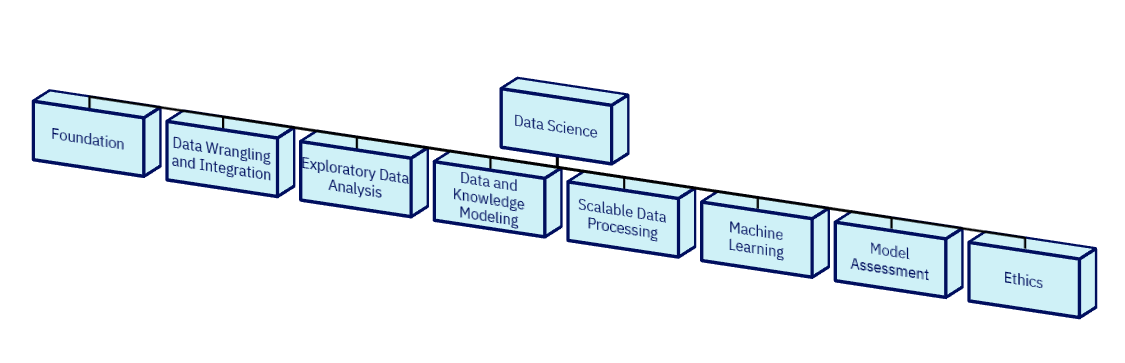 Data Science
Foundation
Data Wrangling
and Integration
Exploratory Data
Analysis
Data and
Knowledge
Modeling
Scalable Data
Processing
Machine
Learning
Model
Assessment
Ethics